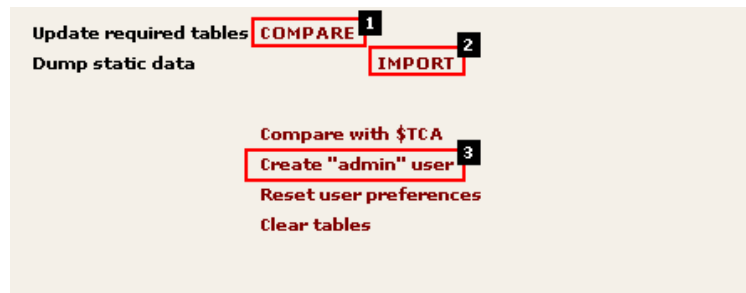 Update required tables COMPARE 1
Dump static data IMPORT 2
Compare with $TCA
Create "admin" user 3
Reset user preferences
Clear tables